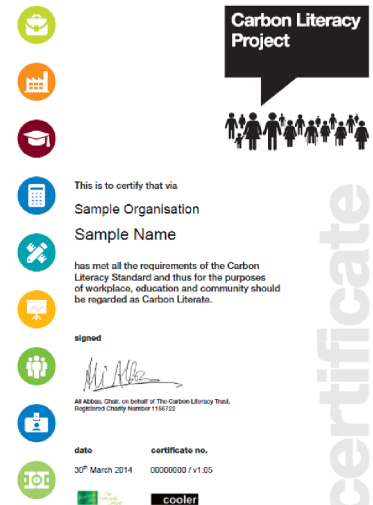 Carbon Literacy
Project
This is to certify that via
Sample Organisation
Sample Name
has met all the requirements of the Carbon
Literacy Standard and thus for the purposes
of workplace, education and community should
be regarded as Carbon Literate.
signed
Ali Abbas, Chair, on behalf of The Carbon Literacy Trust.
Registered Charity Number 1156722
date certificate no.
30th March 2014 00000000 / v1.05
cooler
certificate